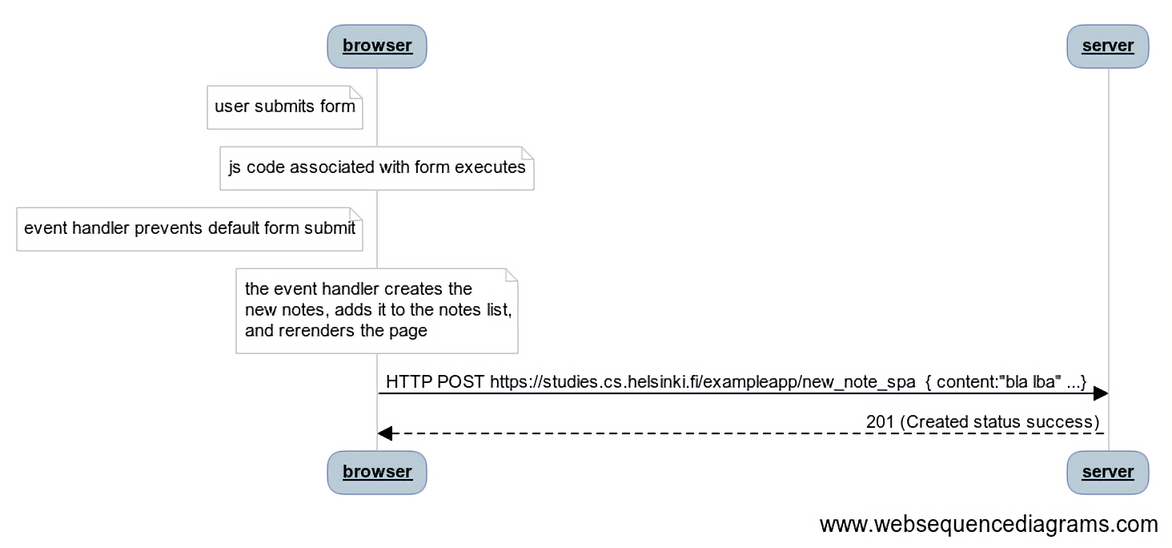 browser
server
user submits form
js code associated with form executes
event handler prevents default form submit
the event handler creates the
new notes, adds it to the notes list,
and rerenders the page
HTTP POST https://studies.cs.helsinki.fi/exampleapp/new_note_spa { content:"bla lba" ...}
201 (Created status success)
browser
server
www.websequencediagrams.com